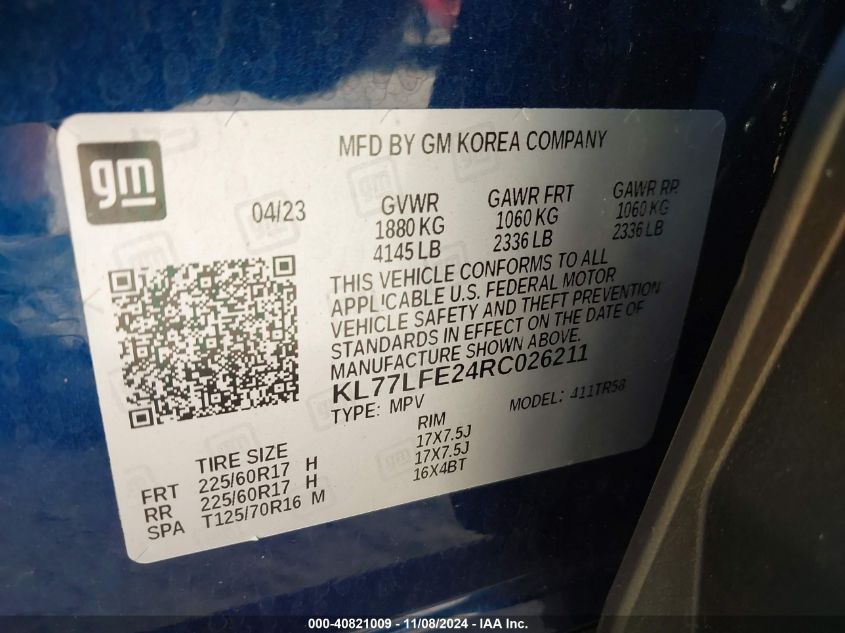 gm
MFD BY GM KOREA COMPANY
04/23
GVWR
1880 KG
4145 LB
GAWR FRT
1060 KG
2336 LB
GAWR RR
1060 KG
2336 LB
THIS VEHICLE CONFORMS TO ALL
APPLICABLE U.S. FEDERAL MOTOR
VEHICLE SAFETY AND THEFT PREVENTION
STANDARDS IN EFFECT ON THE DATE OF
MANUFACTURE SHOWN ABOVE.
KL77LFE24RC026211
TYPE: MPV
MODEL: 411TR58
TIRE SIZE
RIM
FRT 225/60R17 H 17X7.5J
RR 225/60R17 H 17X7.5J
SPA T125/70R16 M 16X4BT
000-40821009 - 11/08/2024 - IAA Inc.